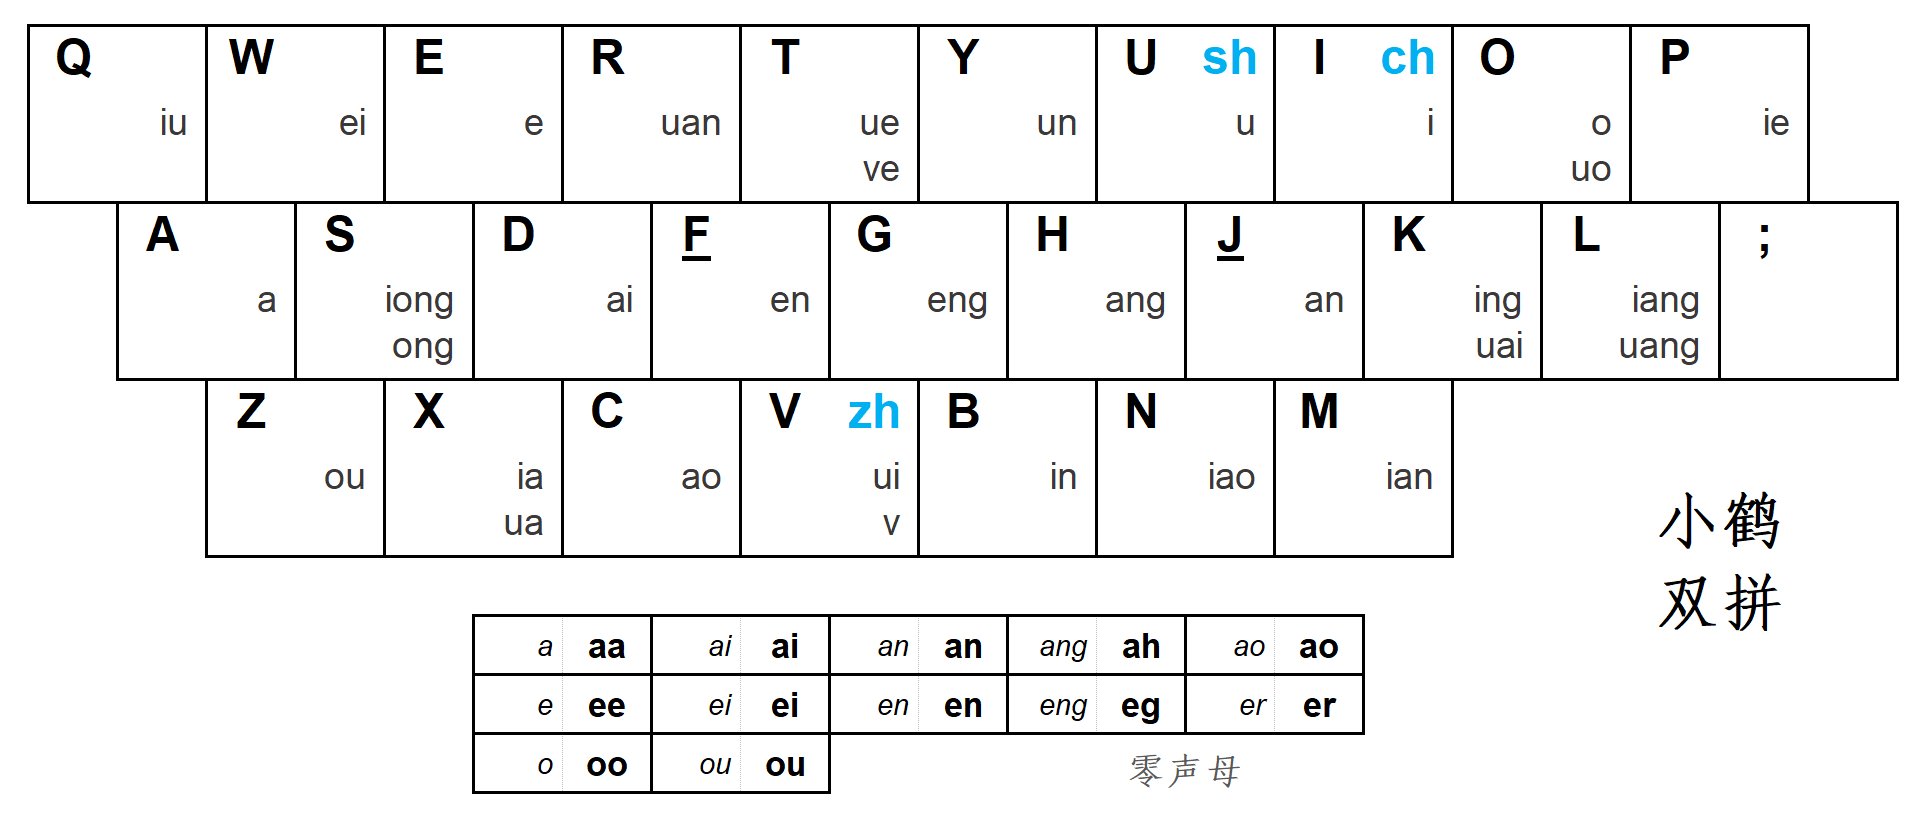 Q W E R T Y U sh I ch O P
iu ei e uan ue un u i o ie
ve uo
A S D F G H J K L ;
a iong ai en eng ang an ing iang
ong uai uang
Z X C V zh B N M
ou ia ao ui in iao ian
ua v
小鹤
双拼
a aa ai ai an an ang ah ao ao
e ee ei ei en en eng eg er er
o oo ou ou
零声母